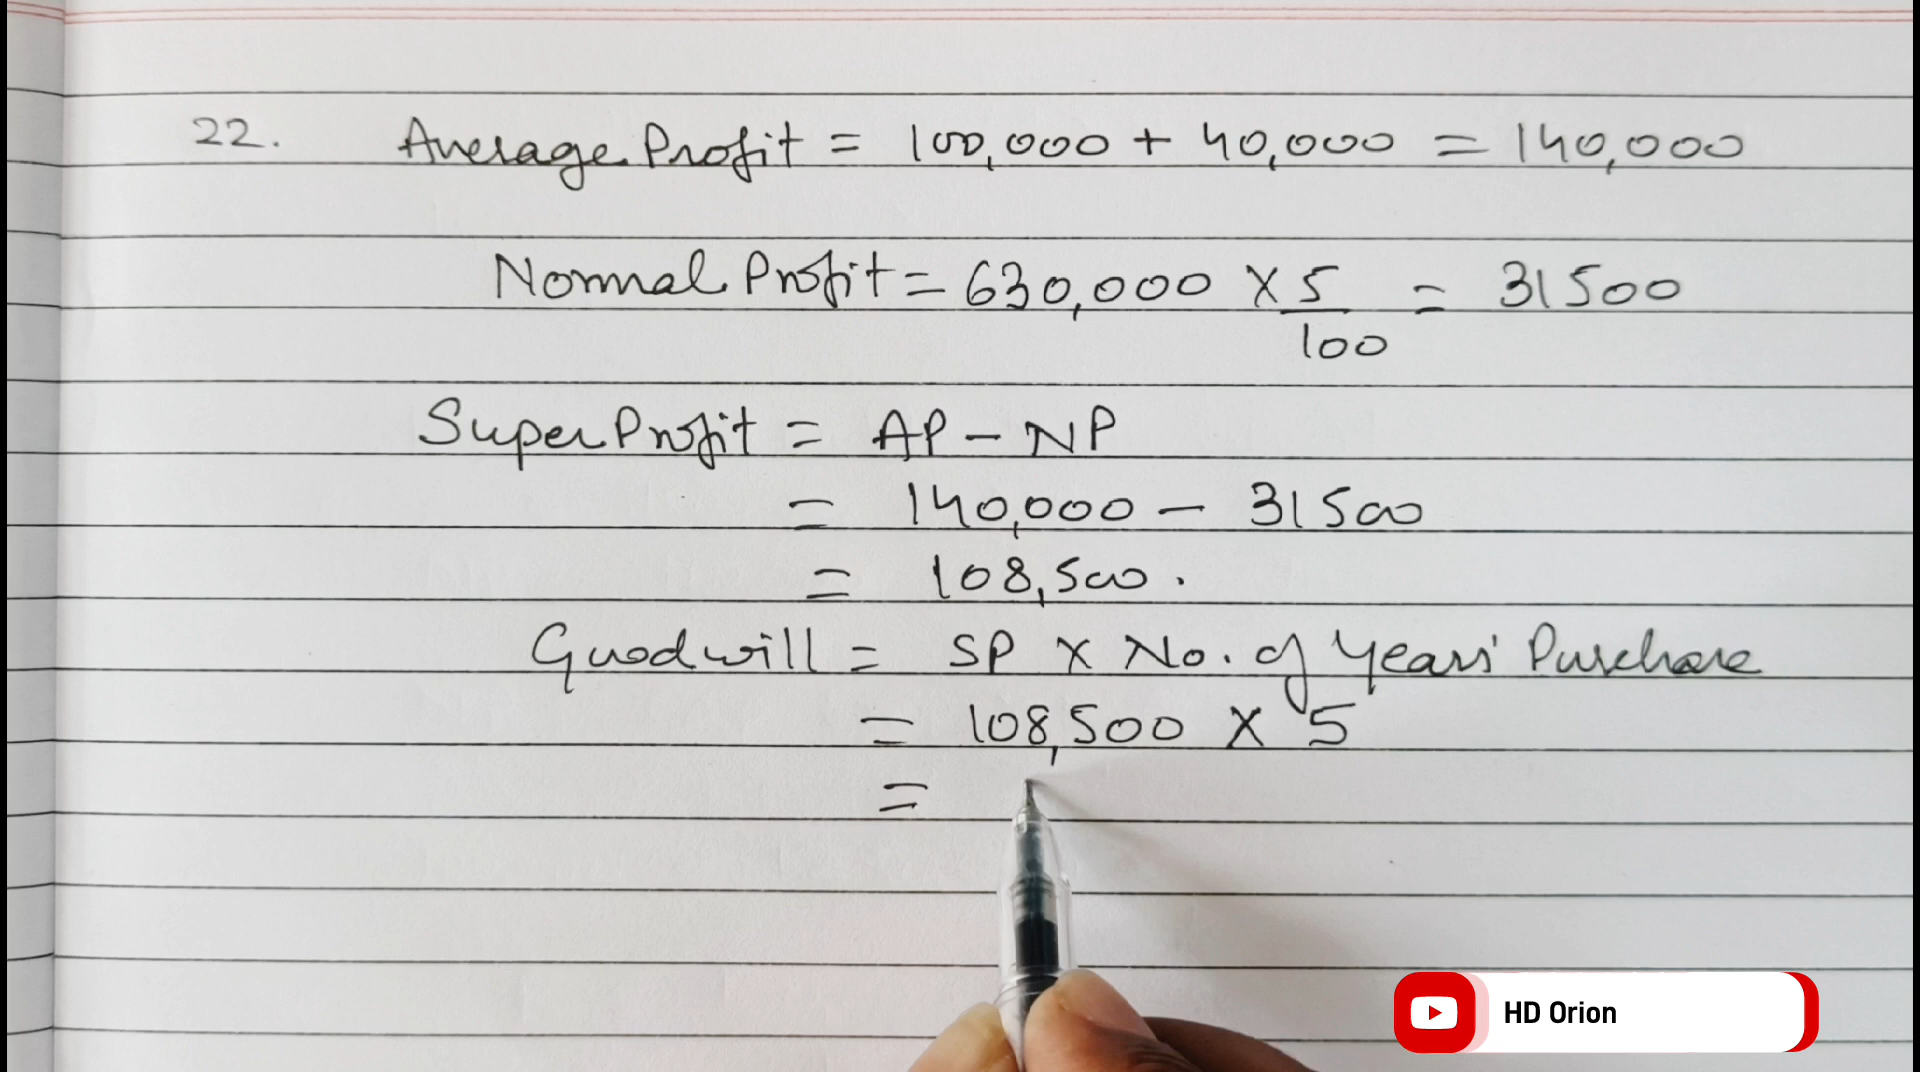 22. Average Profit = 100,000 + 40,000 = 140,000
Normal Profit = 630,000 X 5/100 = 31500
Super Profit = AP - NP
= 140,000 - 31500
= 108,500.
Goodwill = SP X No. of Years' Purchase
= 108,500 X 5
=
HD Orion